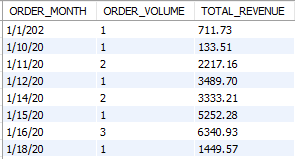 ORDER_MONTH ORDER_VOLUME TOTAL_REVENUE
1/1/202 1 711.73
1/10/20 1 133.51
1/11/20 2 2217.16
1/12/20 1 3489.70
1/14/20 2 3333.21
1/15/20 1 5252.28
1/16/20 3 6340.93
1/18/20 1 1449.57